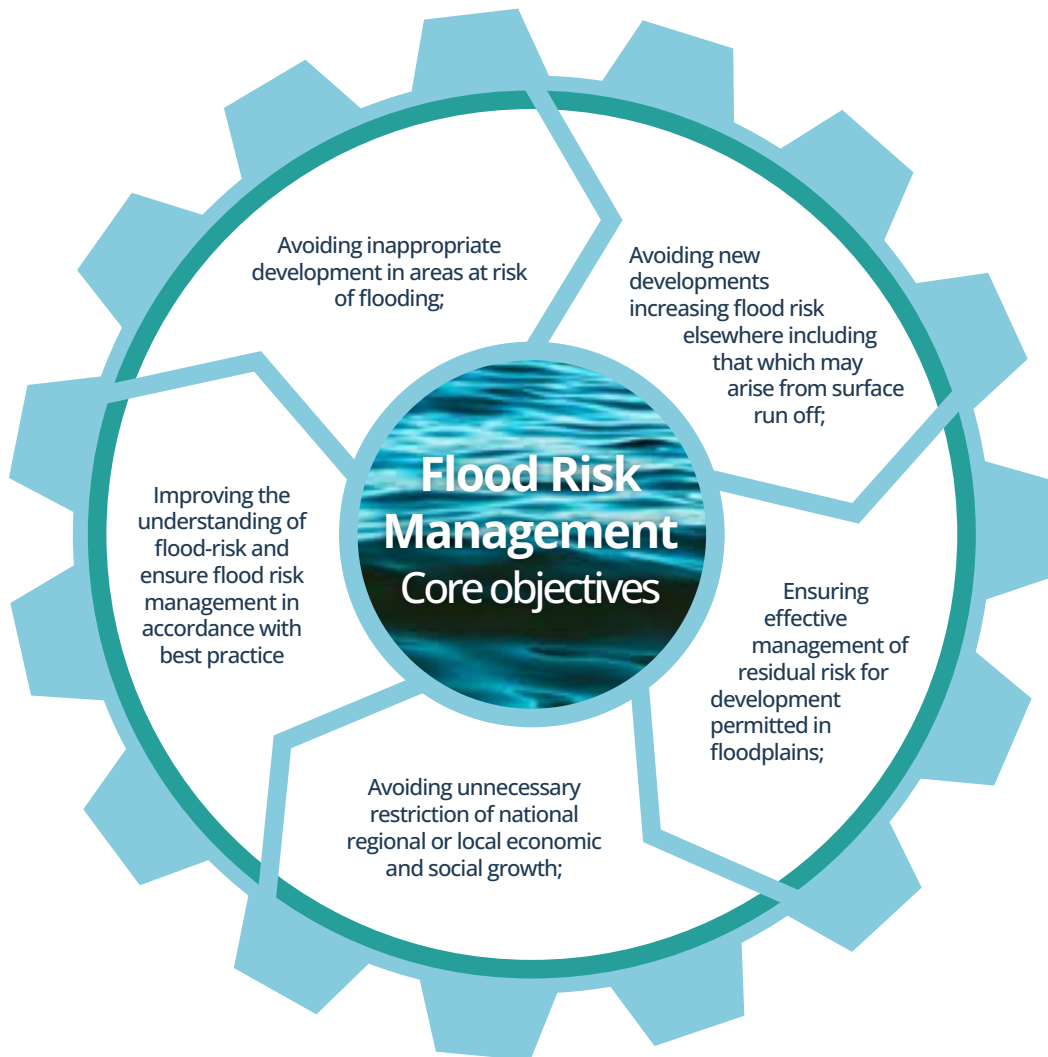 Flood Risk
Management
Core objectives
Avoiding inappropriate
development in areas at risk
of flooding;
Avoiding new
developments
increasing flood risk
elsewhere including
that which may
arise from surface
run off;
Ensuring
effective
management of
residual risk for
development
permitted in
floodplains;
Avoiding unnecessary
restriction of national
regional or local economic
and social growth;
Improving the
understanding of
flood-risk and
ensure flood risk
management in
accordance with
best practice